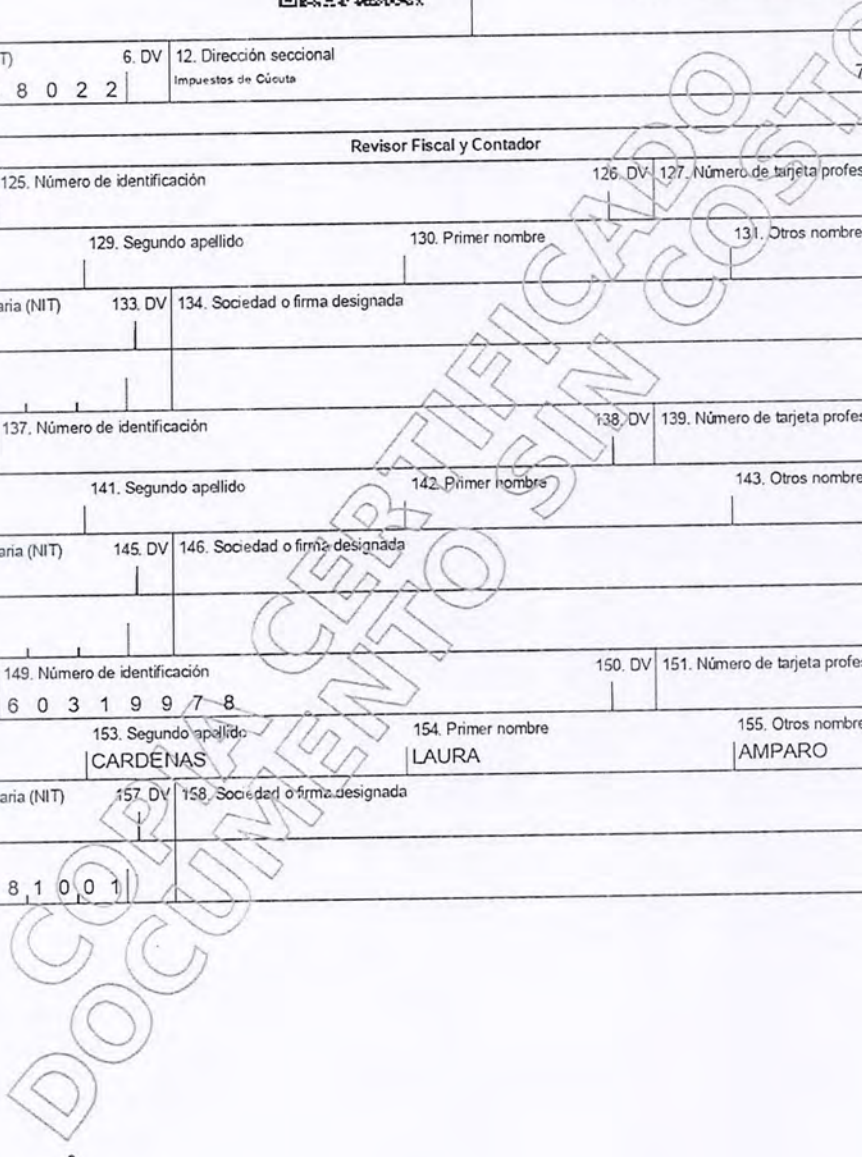 T) 6. DV 12. Dirección seccional
8 0 2 2 Impuestos de Cúcuta 7
Revisor Fiscal y Contador
125. Número de identificación 126. DV 127. Número de tarjeta profes
129. Segundo apellido 130. Primer nombre 131. Otros nombre
aria (NIT) 133. DV 134. Sociedad o firma designada
137. Número de identificación 138. DV 139. Número de tarjeta profes
141. Segundo apellido 142. Primer nombre 143. Otros nombre
aria (NIT) 145. DV 146. Sociedad o firma designada
149. Número de identificación 150. DV 151. Número de tarjeta profes
6 0 3 1 9 9 7 8
153. Segundo apellido 154. Primer nombre 155. Otros nombre
CARDENAS LAURA AMPARO
aria (NIT) 157. DV 158. Sociedad o firma designada
8 1 0 0 1
COPIA CERTIFICADO
DOCUMENTO SIN COSTO